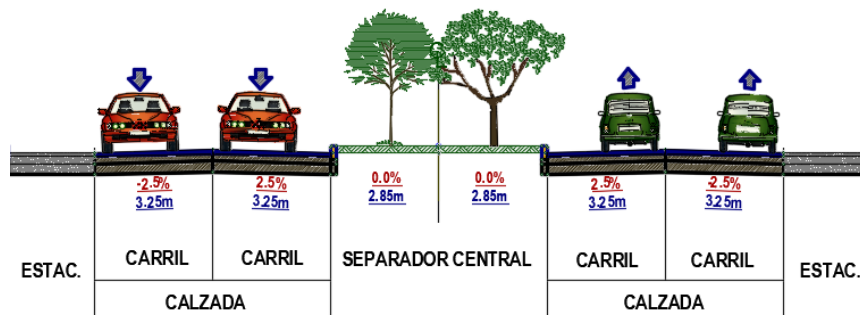 -2.5% 2.5% 0.0% 0.0% 2.5% -2.5%
3.25m 3.25m 2.85m 2.85m 3.25m 3.25m
ESTAC. CARRIL CARRIL SEPARADOR CENTRAL CARRIL CARRIL ESTAC.
CALZADA CALZADA